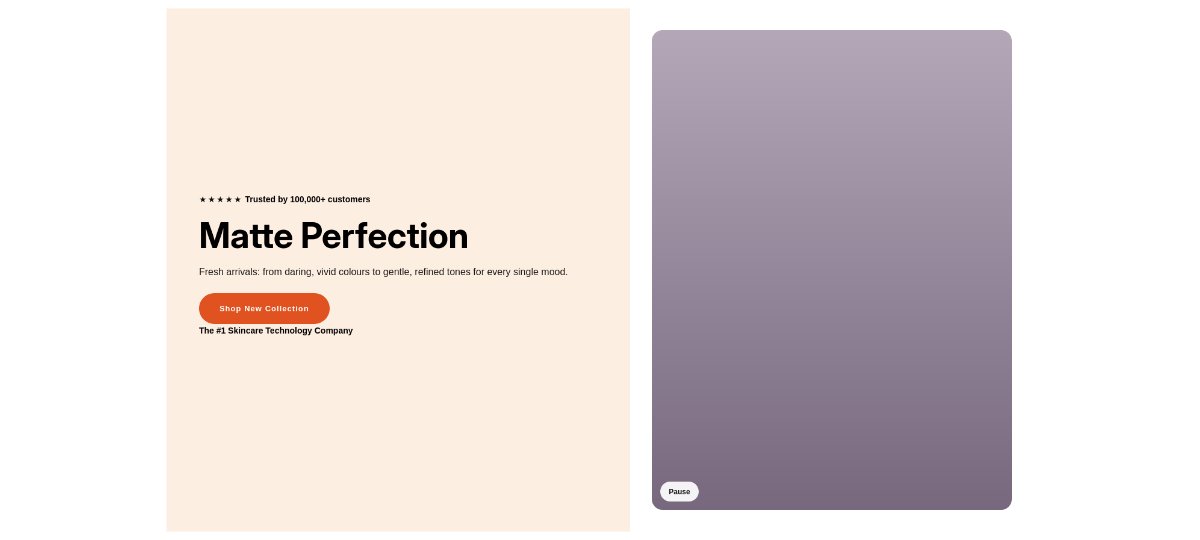 ★★★★★ Trusted by 100,000+ customers
Matte Perfection
Fresh arrivals: from daring, vivid colours to gentle, refined tones for every single mood.
Shop New Collection
The #1 Skincare Technology Company
Pause